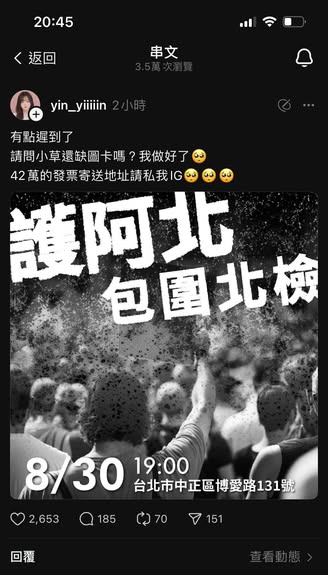 20:45
返回
串文
3.5萬次瀏覽
yin_yiiiiin 2小時
有點遲到了
請問小草還缺圖卡嗎？我做好了🥺
42萬的發票寄送地址請私我IG🥺🥺🥺
護阿北
包圍北檢
8/30 19:00
台北市中正區博愛路131號
2,653 185 70 151
回覆 查看動態